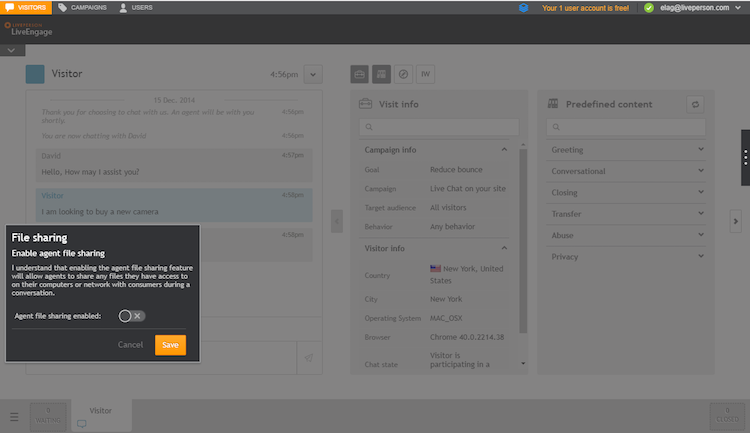 VISITORS CAMPAIGNS USERS Your 1 user account is free! elag@liveperson.com
LIVEPERSON
LiveEngage
Visitor 4:56pm
IW
15 Dec, 2014
Thank you for choosing to chat with us. An agent will be with you 4:56pm
shortly.
You are now chatting with David. 4:56pm
David 4:57pm
Hello, How may I assist you?
Visitor 4:58pm
I am looking to buy a new camera
4:58pm
File sharing
Enable agent file sharing
I understand that enabling the agent file sharing feature
will allow agents to share any files they have access to
on their computers or network with consumers during a
conversation.
Agent file sharing enabled:
Cancel Save
Visit info
Campaign info
Goal Reduce bounce
Campaign Live Chat on your site
Target audience All visitors
Behavior Any behavior
Visitor info
Country New York, United
States
City New York
Operating System MAC_OSX
Browser Chrome 40.0.2214.38
Chat state Visitor is
participating in a
Predefined content
Greeting
Conversational
Closing
Transfer
Abuse
Privacy
WAITING
Visitor
CLOSED